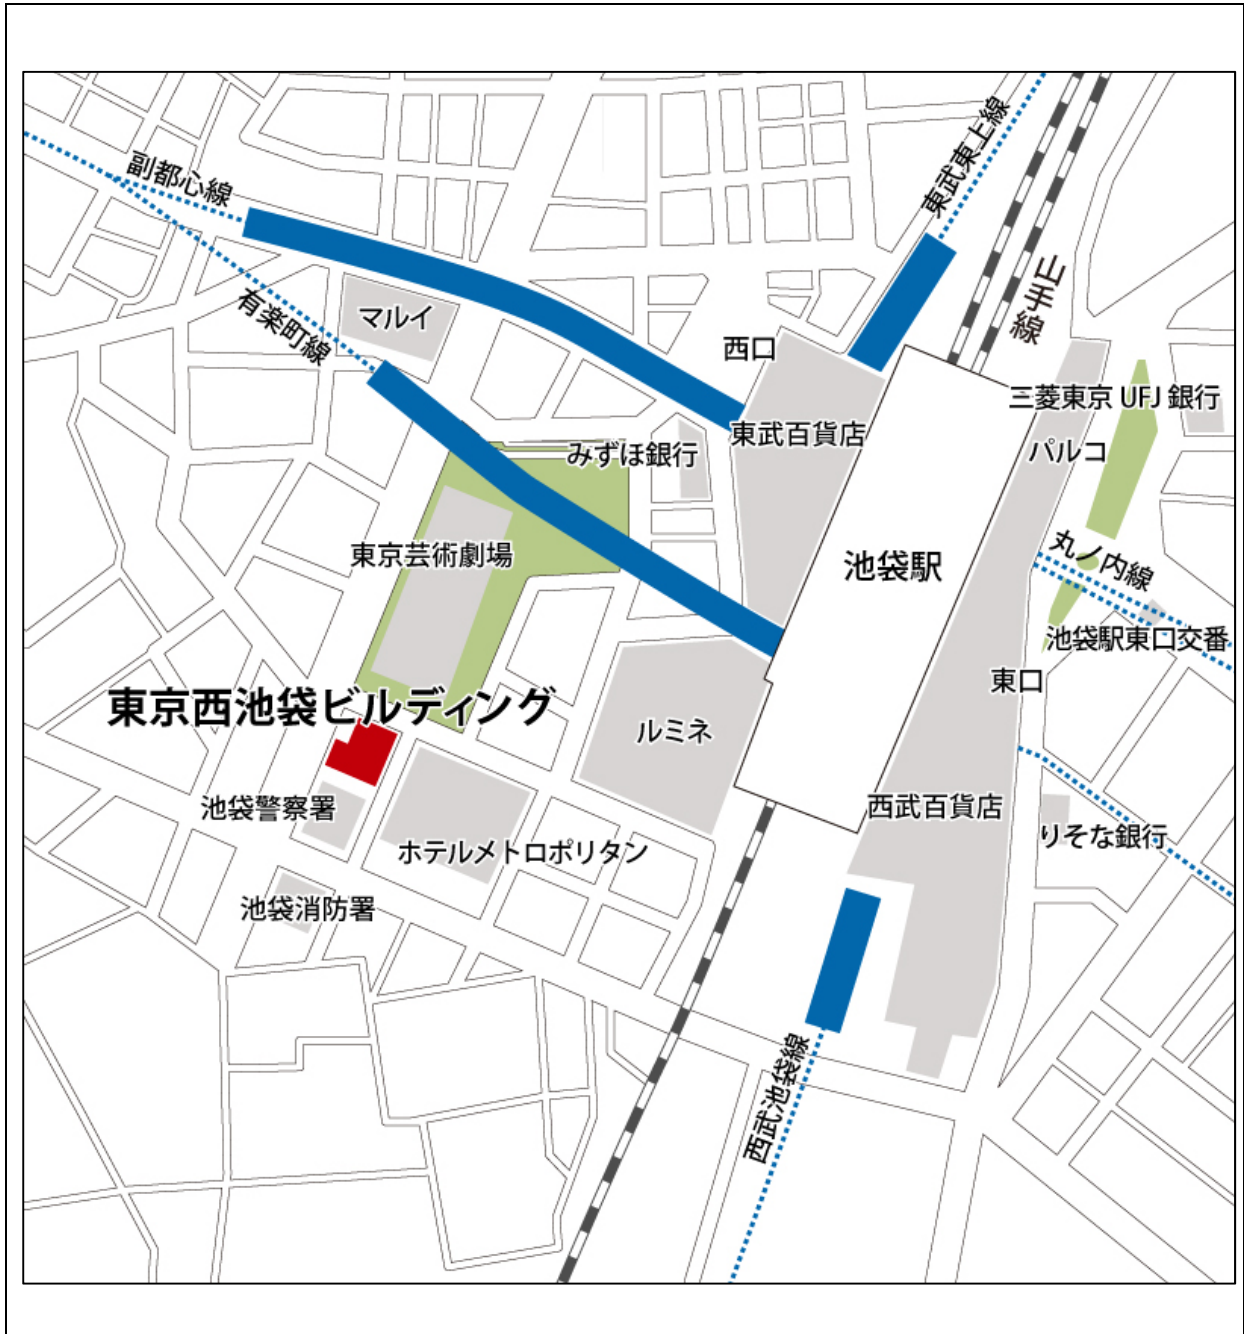 副都心線
東武東上線
山手線
有楽町線
マルイ
西口
三菱東京 UFJ 銀行
東武百貨店
パルコ
みずほ銀行
東京芸術劇場
池袋駅
丸ノ内線
池袋駅東口交番
東口
東京西池袋ビルディング
ルミネ
池袋警察署
西武百貨店
りそな銀行
ホテルメトロポリタン
池袋消防署
西武池袋線